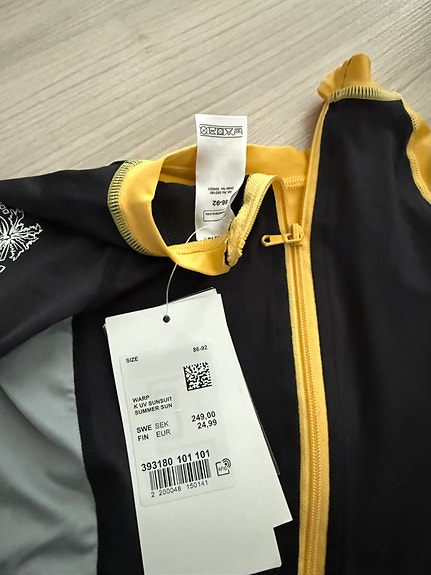 86-92
SIZE
86-92
WARP
K UV SUNSUIT
SUMMER SUN
SWE SEK 249,00
FIN EUR 24,99
393180 101 101
2 200048 150141